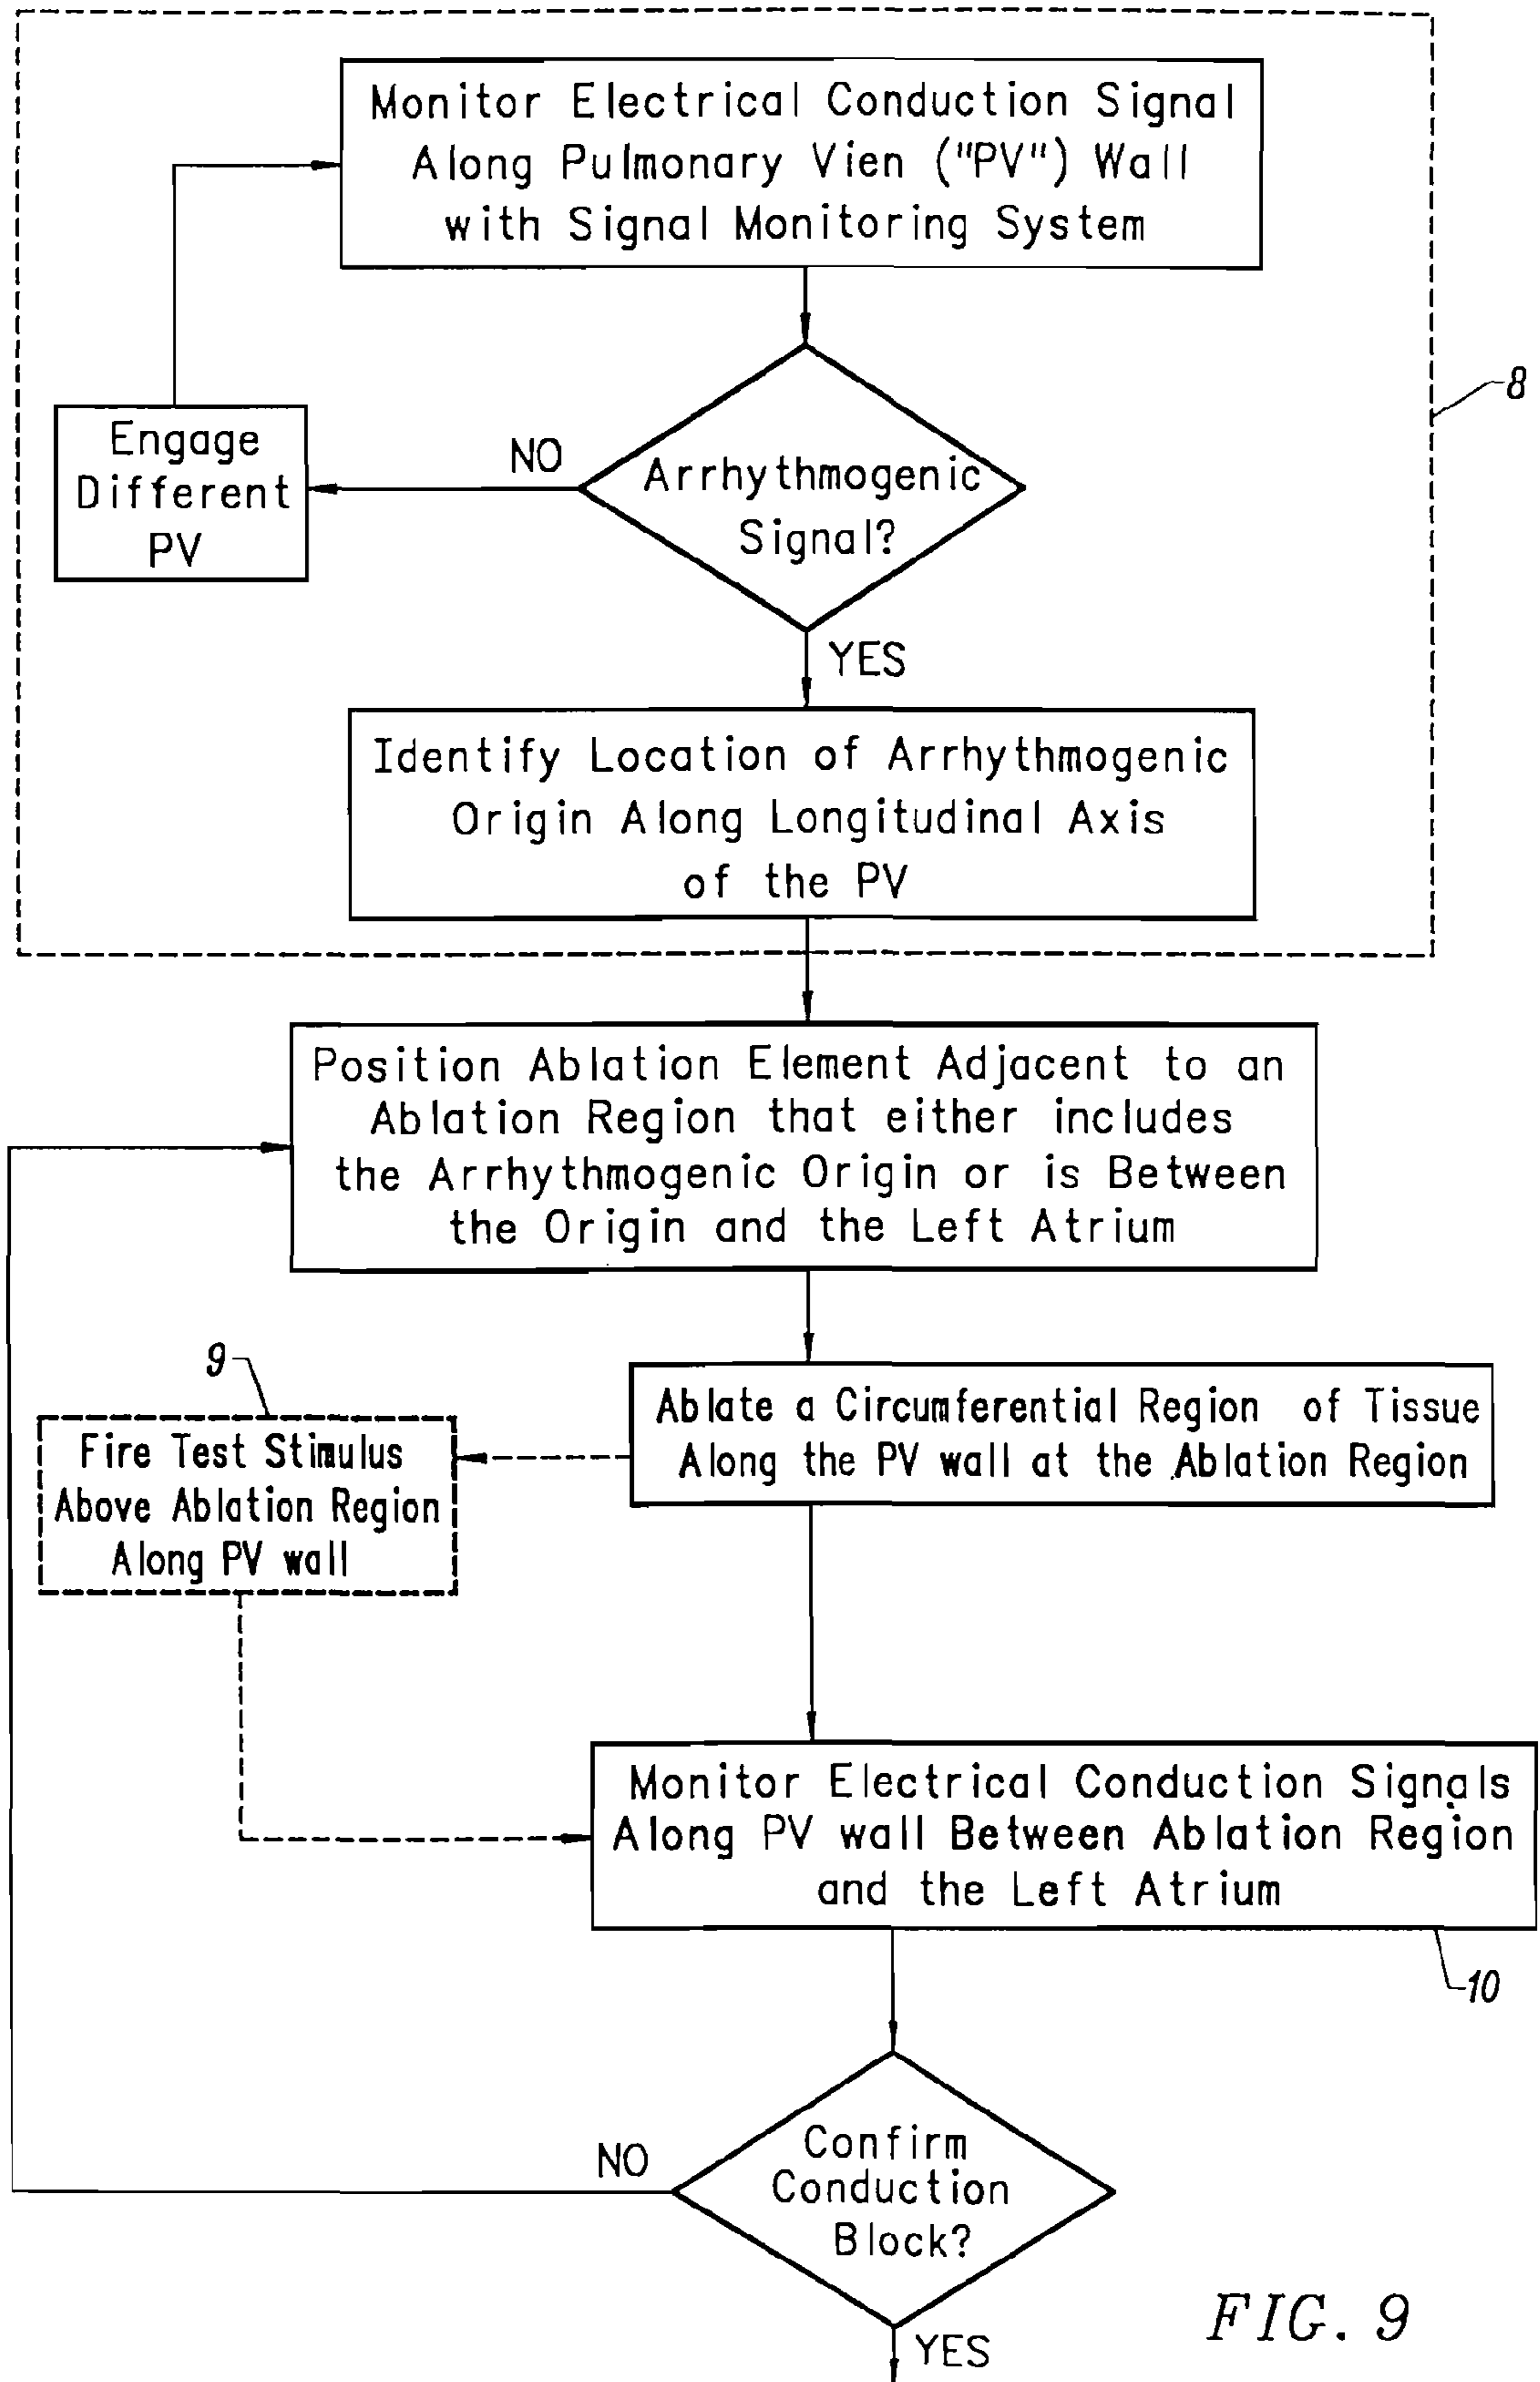 Monitor Electrical Conduction Signal
Along Pulmonary Vien ("PV") Wall
with Signal Monitoring System
8
Engage
Different
PV
NO
Arrhythmogenic
Signal?
YES
Identify Location of Arrhythmogenic
Origin Along Longitudinal Axis
of the PV
Position Ablation Element Adjacent to an
Ablation Region that either includes
the Arrhythmogenic Origin or is Between
the Origin and the Left Atrium
9
Ablate a Circumferential Region of Tissue
Along the PV wall at the Ablation Region
Fire Test Stimulus
Above Ablation Region
Along PV wall
Monitor Electrical Conduction Signals
Along PV wall Between Ablation Region
and the Left Atrium
10
NO
Confirm
Conduction
Block?
YES
FIG. 9